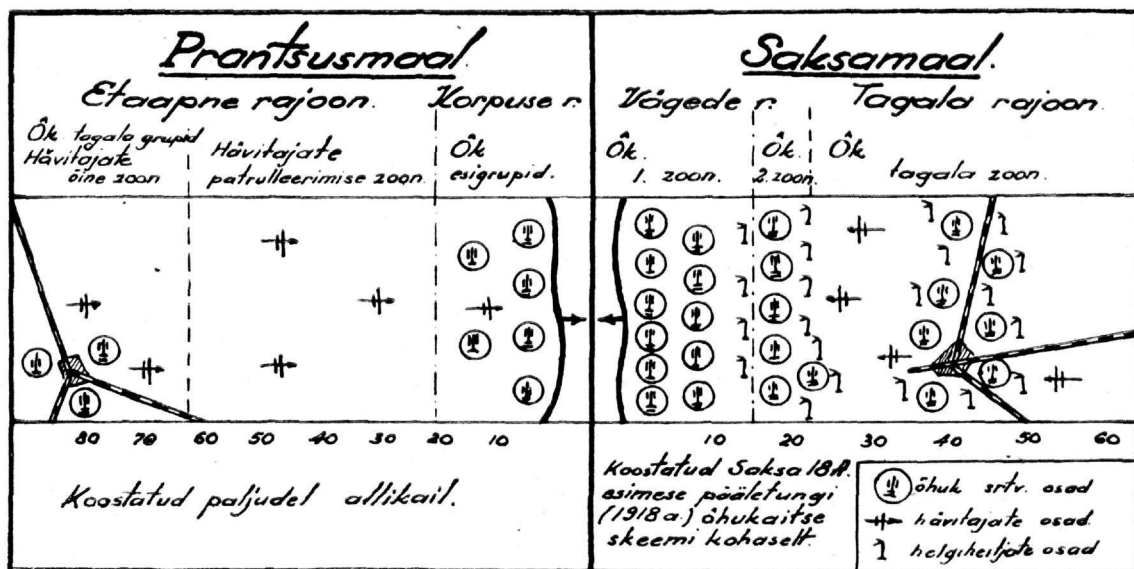 Prantsusmaal.
Etaapne rajoon. Korpuse r.
Õk tagala grupid
Hävitajate
öine zoon
Hävitajate
patrulleerimise zoon.
Õk
esigrupid.
80 70 60 50 40 30 20 10
Koostatud paljudel allikail.
Saksamaal.
Vägede r. Tagala rajoon.
Õk.
1. zoon.
Õk.
2. zoon.
Õk
tagala zoon.
10 20 30 40 50 60
Koostatud Saksa 18A.
esimese pääletungi
(1918 a.) õhukaitse
skeemi kohaselt.
õhuk srtv. osad
hävitajate osad.
helgiheitjate osad